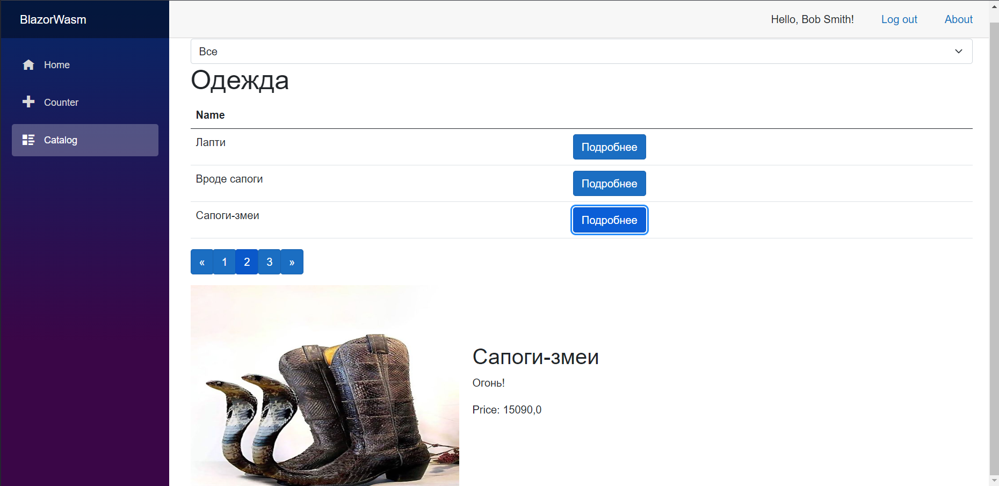 BlazorWasm
Hello, Bob Smith! Log out About
Home
Counter
Catalog
Все
Одежда
Name
Лапти Подробнее
Вроде сапоги Подробнее
Сапоги-змеи Подробнее
« 1 2 3 »
Сапоги-змеи
Огонь!
Price: 15090,0